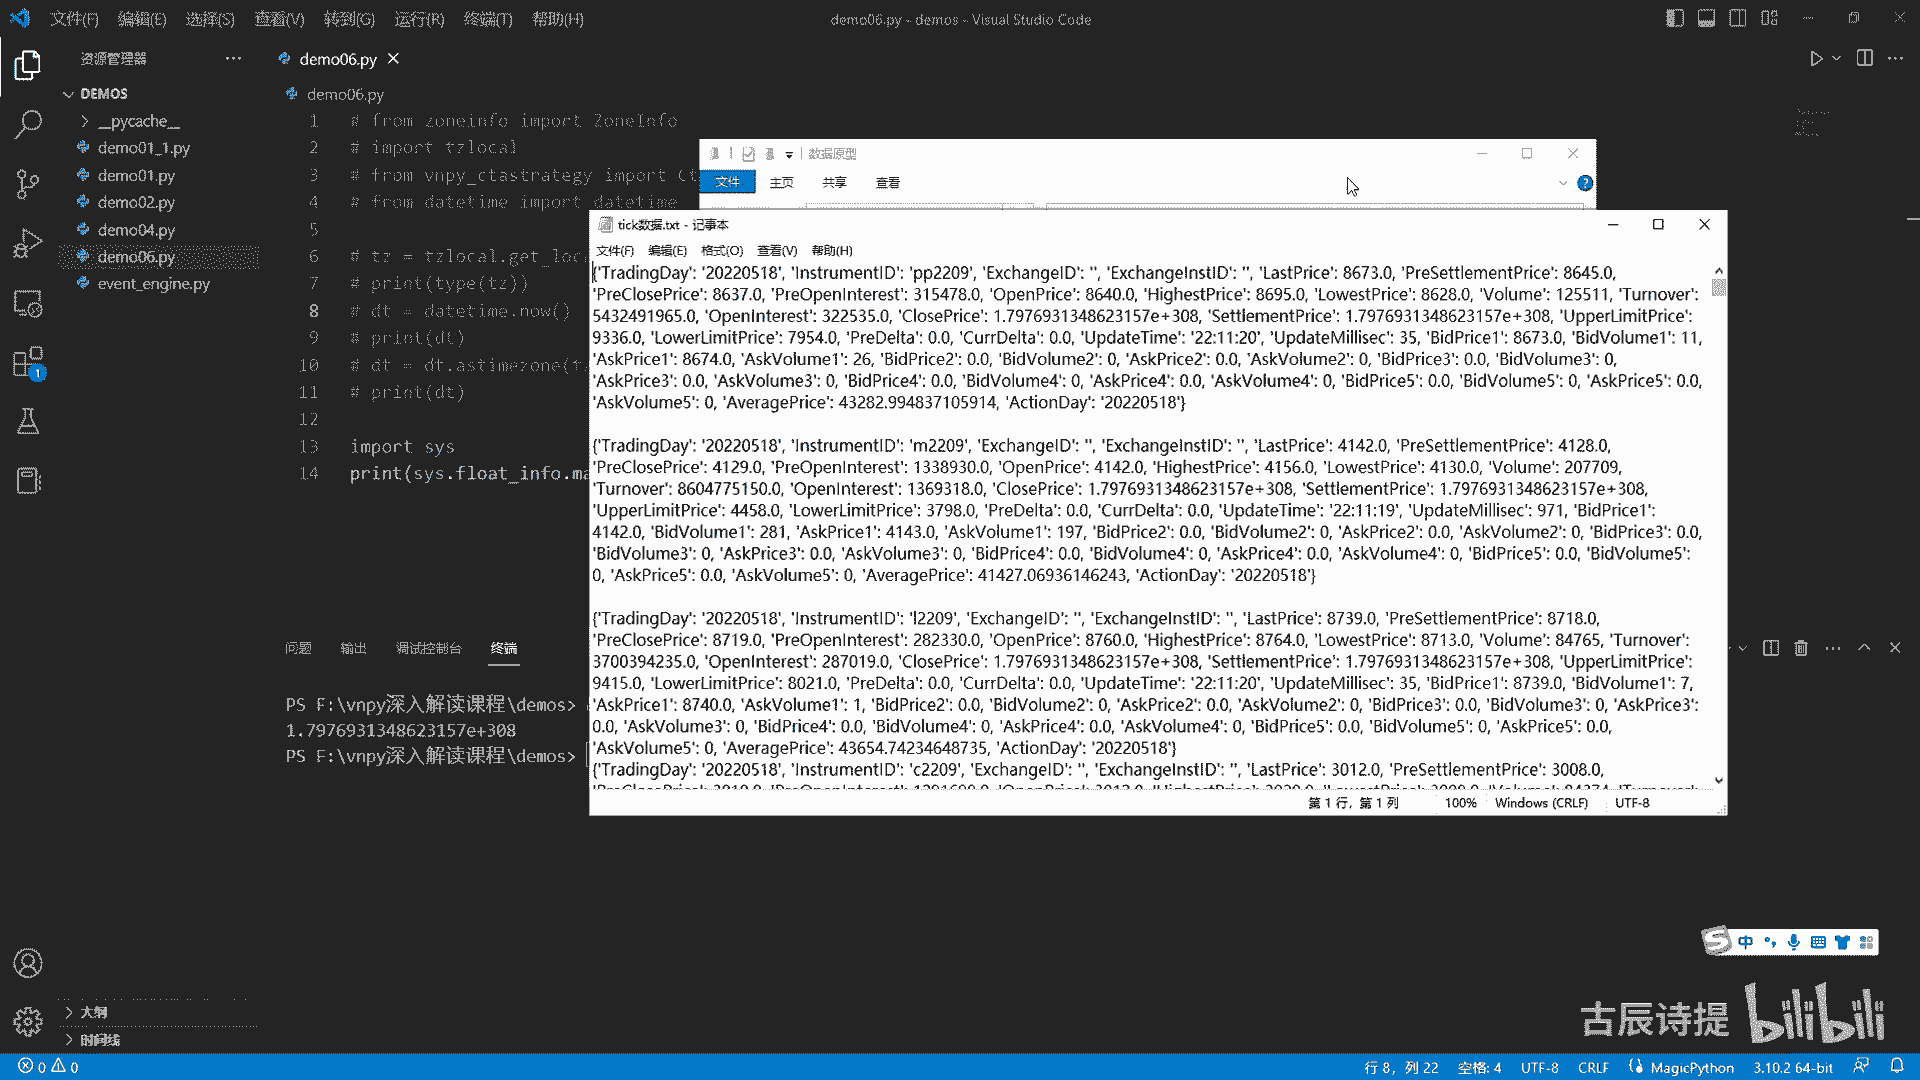 文件(F) 编辑(E) 选择(S) 查看(V) 转到(G) 运行(R) 终端(T) 帮助(H)
demo06.py - demos - Visual Studio Code
资源管理器
demo06.py
DEMOS
demo06.py
__pycache__
demo01_1.py
demo01.py
demo02.py
demo04.py
demo06.py
event_engine.py
1 # from zoneinfo import ZoneInfo
2 # import tzlocal
3 # from vnpy_ctastrategy import Ct
4 # from datetime import datetime
5
6 # tz = tzlocal.get_loc
7 # print(type(tz))
8 # dt = datetime.now()
9 # print(dt)
10 # dt = dt.astimezone(t
11 # print(dt)
12
13 import sys
14 print(sys.float_info.ma
数据原型
文件 主页 共享 查看
tick数据.txt - 记事本
文件(F) 编辑(E) 格式(O) 查看(V) 帮助(H)
{'TradingDay': '20220518', 'InstrumentID': 'pp2209', 'ExchangeID': '', 'ExchangeInstID': '', 'LastPrice': 8673.0, 'PreSettlementPrice': 8645.0,
'PreClosePrice': 8637.0, 'PreOpenInterest': 315478.0, 'OpenPrice': 8640.0, 'HighestPrice': 8695.0, 'LowestPrice': 8628.0, 'Volume': 125511, 'Turnover':
5432491965.0, 'OpenInterest': 322535.0, 'ClosePrice': 1.7976931348623157e+308, 'SettlementPrice': 1.7976931348623157e+308, 'UpperLimitPrice':
9336.0, 'LowerLimitPrice': 7954.0, 'PreDelta': 0.0, 'CurrDelta': 0.0, 'UpdateTime': '22:11:20', 'UpdateMillisec': 35, 'BidPrice1': 8673.0, 'BidVolume1': 11,
'AskPrice1': 8674.0, 'AskVolume1': 26, 'BidPrice2': 0.0, 'BidVolume2': 0, 'AskPrice2': 0.0, 'AskVolume2': 0, 'BidPrice3': 0.0, 'BidVolume3': 0,
'AskPrice3': 0.0, 'AskVolume3': 0, 'BidPrice4': 0.0, 'BidVolume4': 0, 'AskPrice4': 0.0, 'AskVolume4': 0, 'BidPrice5': 0.0, 'BidVolume5': 0, 'AskPrice5': 0.0,
'AskVolume5': 0, 'AveragePrice': 43282.994837105914, 'ActionDay': '20220518'}
{'TradingDay': '20220518', 'InstrumentID': 'm2209', 'ExchangeID': '', 'ExchangeInstID': '', 'LastPrice': 4142.0, 'PreSettlementPrice': 4128.0,
'PreClosePrice': 4129.0, 'PreOpenInterest': 1338930.0, 'OpenPrice': 4142.0, 'HighestPrice': 4156.0, 'LowestPrice': 4130.0, 'Volume': 207709,
'Turnover': 8604775150.0, 'OpenInterest': 1369318.0, 'ClosePrice': 1.7976931348623157e+308, 'SettlementPrice': 1.7976931348623157e+308,
'UpperLimitPrice': 4458.0, 'LowerLimitPrice': 3798.0, 'PreDelta': 0.0, 'CurrDelta': 0.0, 'UpdateTime': '22:11:19', 'UpdateMillisec': 971, 'BidPrice1':
4142.0, 'BidVolume1': 281, 'AskPrice1': 4143.0, 'AskVolume1': 197, 'BidPrice2': 0.0, 'BidVolume2': 0, 'AskPrice2': 0.0, 'AskVolume2': 0, 'BidPrice3': 0.0,
'BidVolume3': 0, 'AskPrice3': 0.0, 'AskVolume3': 0, 'BidPrice4': 0.0, 'BidVolume4': 0, 'AskPrice4': 0.0, 'AskVolume4': 0, 'BidPrice5': 0.0, 'BidVolume5':
0, 'AskPrice5': 0.0, 'AskVolume5': 0, 'AveragePrice': 41427.06936146243, 'ActionDay': '20220518'}
{'TradingDay': '20220518', 'InstrumentID': 'l2209', 'ExchangeID': '', 'ExchangeInstID': '', 'LastPrice': 8739.0, 'PreSettlementPrice': 8718.0,
'PreClosePrice': 8719.0, 'PreOpenInterest': 282330.0, 'OpenPrice': 8760.0, 'HighestPrice': 8764.0, 'LowestPrice': 8713.0, 'Volume': 84765, 'Turnover':
3700394235.0, 'OpenInterest': 287019.0, 'ClosePrice': 1.7976931348623157e+308, 'SettlementPrice': 1.7976931348623157e+308, 'UpperLimitPrice':
9415.0, 'LowerLimitPrice': 8021.0, 'PreDelta': 0.0, 'CurrDelta': 0.0, 'UpdateTime': '22:11:20', 'UpdateMillisec': 35, 'BidPrice1': 8739.0, 'BidVolume1': 7,
'AskPrice1': 8740.0, 'AskVolume1': 1, 'BidPrice2': 0.0, 'BidVolume2': 0, 'AskPrice2': 0.0, 'AskVolume2': 0, 'BidPrice3': 0.0, 'BidVolume3': 0, 'AskPrice3':
0.0, 'AskVolume3': 0, 'BidPrice4': 0.0, 'BidVolume4': 0, 'AskPrice4': 0.0, 'AskVolume4': 0, 'BidPrice5': 0.0, 'BidVolume5': 0, 'AskPrice5': 0.0,
'AskVolume5': 0, 'AveragePrice': 43654.74234648735, 'ActionDay': '20220518'}
{'TradingDay': '20220518', 'InstrumentID': 'c2209', 'ExchangeID': '', 'ExchangeInstID': '', 'LastPrice': 3012.0, 'PreSettlementPrice': 3008.0,
第 1 行，第 1 列 100% Windows (CRLF) UTF-8
问题 输出 调试控制台 终端
PS F:\vnpy深入解读课程\demos>
1.7976931348623157e+308
PS F:\vnpy深入解读课程\demos>
1
中
古辰诗提 bilibili
大纲
时间线
0 0
行 8，列 22 空格: 4 UTF-8 CRLF MagicPython 3.10.2 64-bit